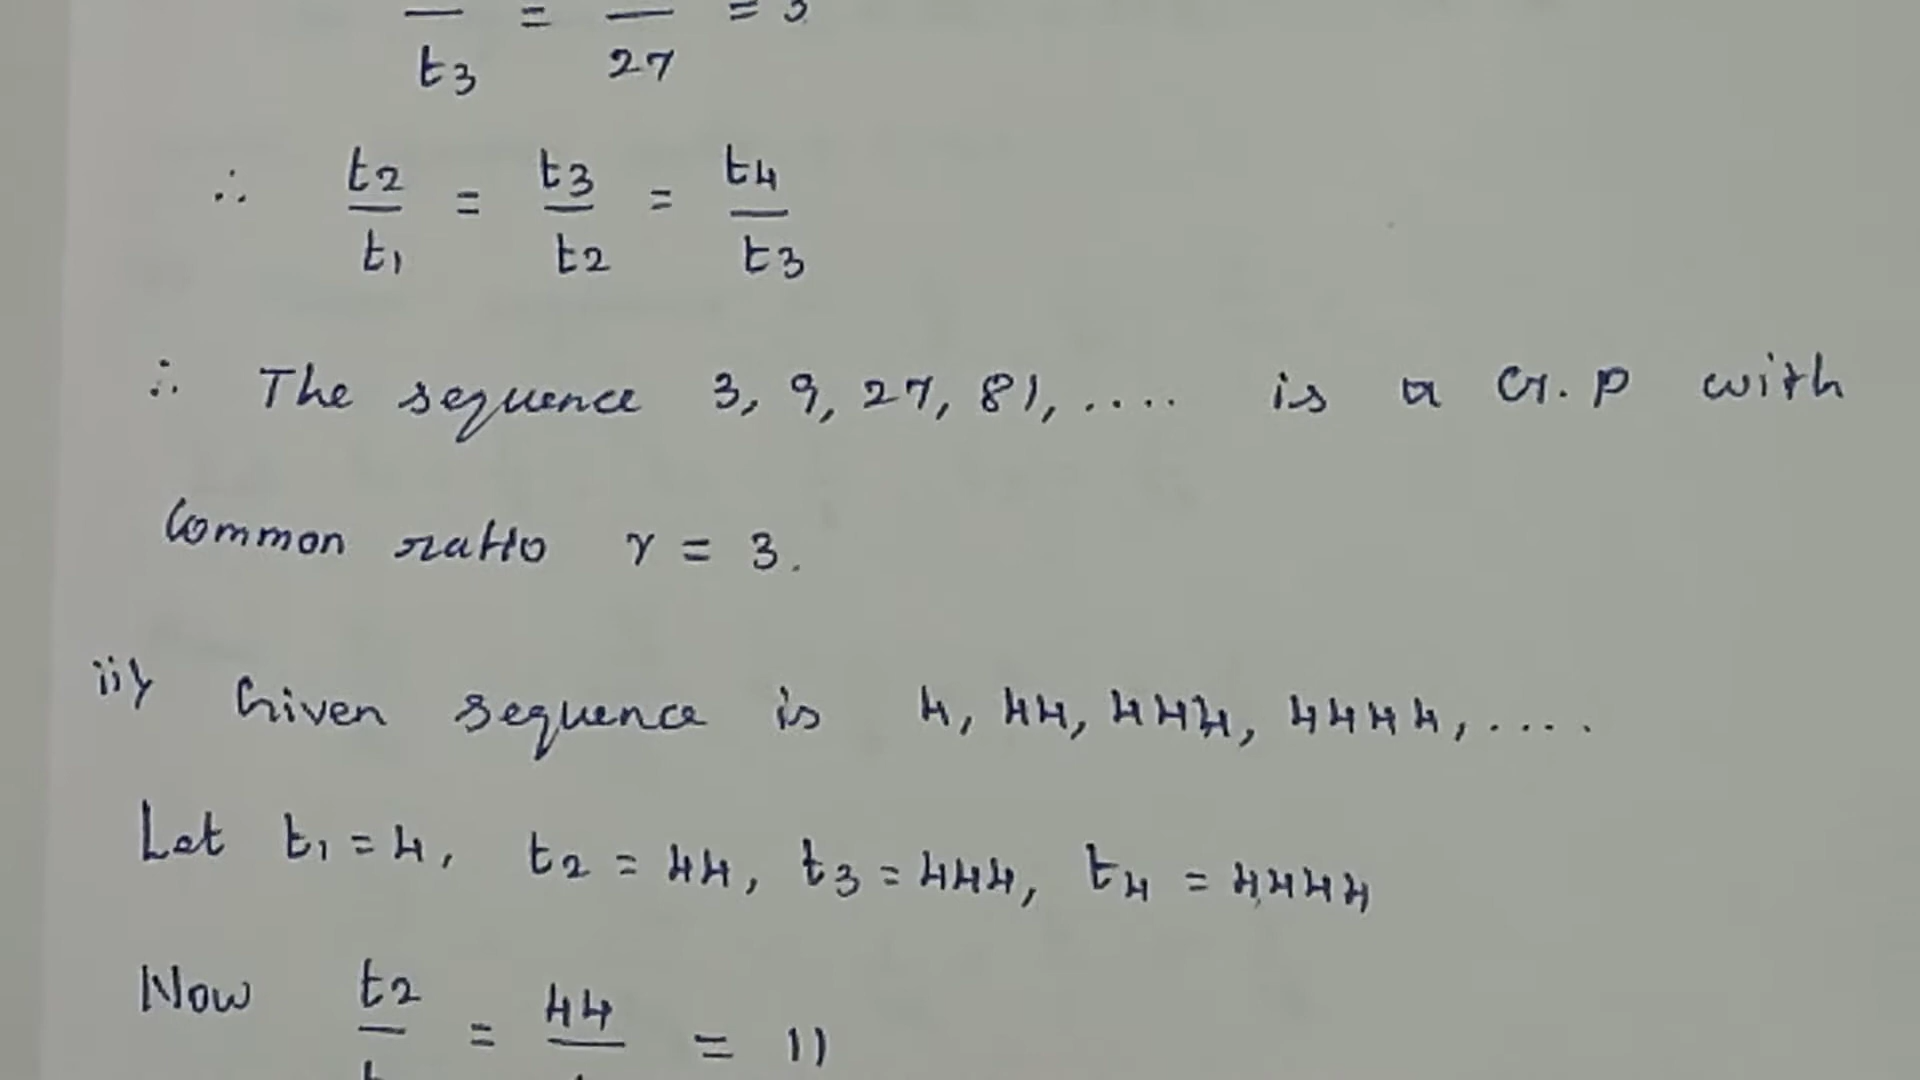 — = — = 3
t3 27
∴ t2/t1 = t3/t2 = t4/t3
∴ The sequence 3, 9, 27, 81, .... is a G.P with
Common ratio r = 3.
ii) Given sequence is 4, 44, 444, 4444, ....
Let t1 = 4, t2 = 44, t3 = 444, t4 = 4444
Now t2/t = 44/ = 11